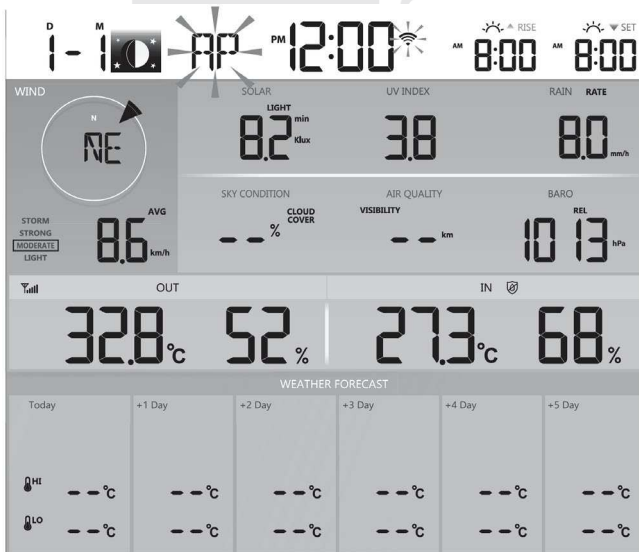 D M
1 - 1 AP PM 12:00 AM 8:00 RISE AM 8:00 SET
WIND SOLAR UV INDEX RAIN RATE
N LIGHT
NE 8.2 min Klux 3.8 8.0 mm/h
SKY CONDITION AIR QUALITY BARO
STORM AVG -- % CLOUD COVER VISIBILITY -- km REL
STRONG 8.6 km/h 1013 hPa
MODERATE
LIGHT
OUT IN
32.8 °C 52 % 27.3 °C 68 %
WEATHER FORECAST
Today +1 Day +2 Day +3 Day +4 Day +5 Day
HI -- °C -- °C -- °C -- °C -- °C -- °C
LO -- °C -- °C -- °C -- °C -- °C -- °C